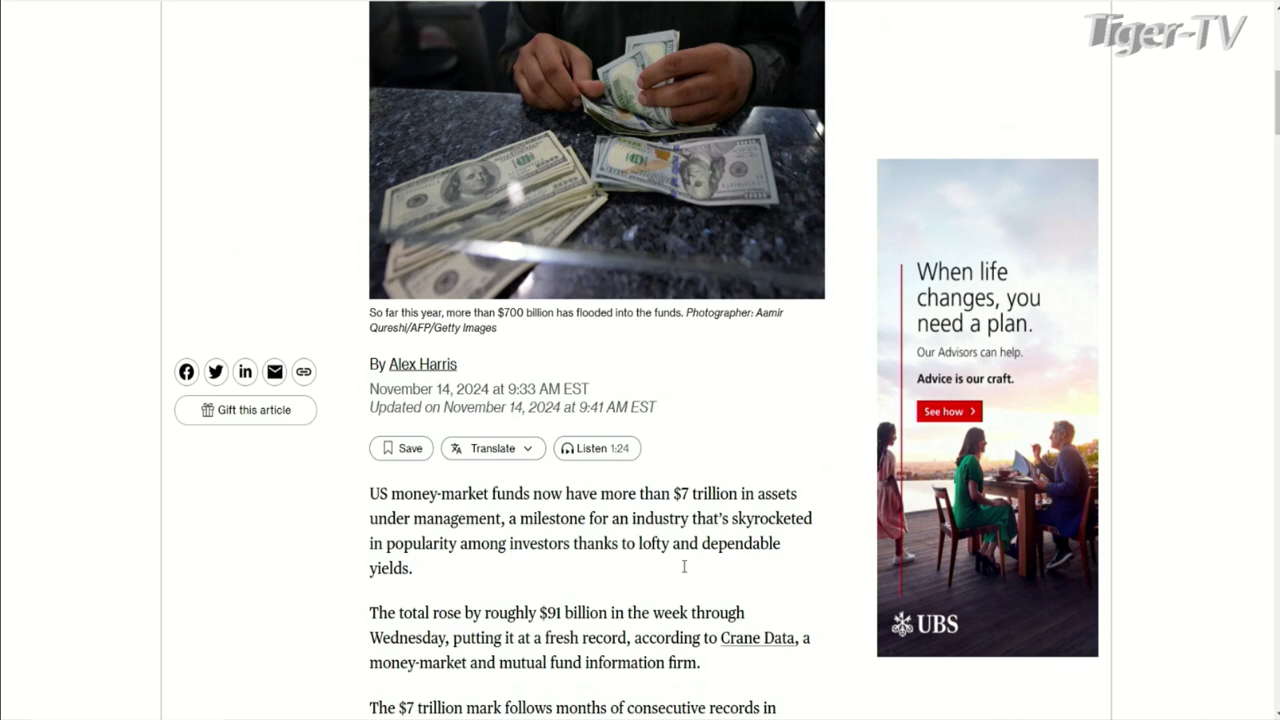 Tiger-TV
So far this year, more than $700 billion has flooded into the funds. Photographer: Aamir
Qureshi/AFP/Getty Images
By Alex Harris
November 14, 2024 at 9:33 AM EST
Updated on November 14, 2024 at 9:41 AM EST
Gift this article
Save
Translate
Listen 1:24
US money-market funds now have more than $7 trillion in assets
under management, a milestone for an industry that's skyrocketed
in popularity among investors thanks to lofty and dependable
yields.
The total rose by roughly $91 billion in the week through
Wednesday, putting it at a fresh record, according to Crane Data, a
money-market and mutual fund information firm.
The $7 trillion mark follows months of consecutive records in
When life
changes, you
need a plan.
Our Advisors can help.
Advice is our craft.
See how
UBS